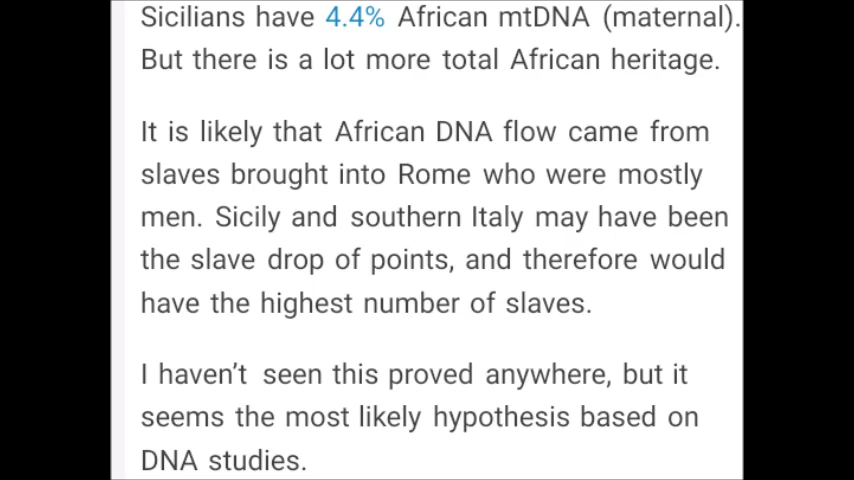 Sicilians have 4.4% African mtDNA (maternal).
But there is a lot more total African heritage.
It is likely that African DNA flow came from
slaves brought into Rome who were mostly
men. Sicily and southern Italy may have been
the slave drop of points, and therefore would
have the highest number of slaves.
I haven't seen this proved anywhere, but it
seems the most likely hypothesis based on
DNA studies.